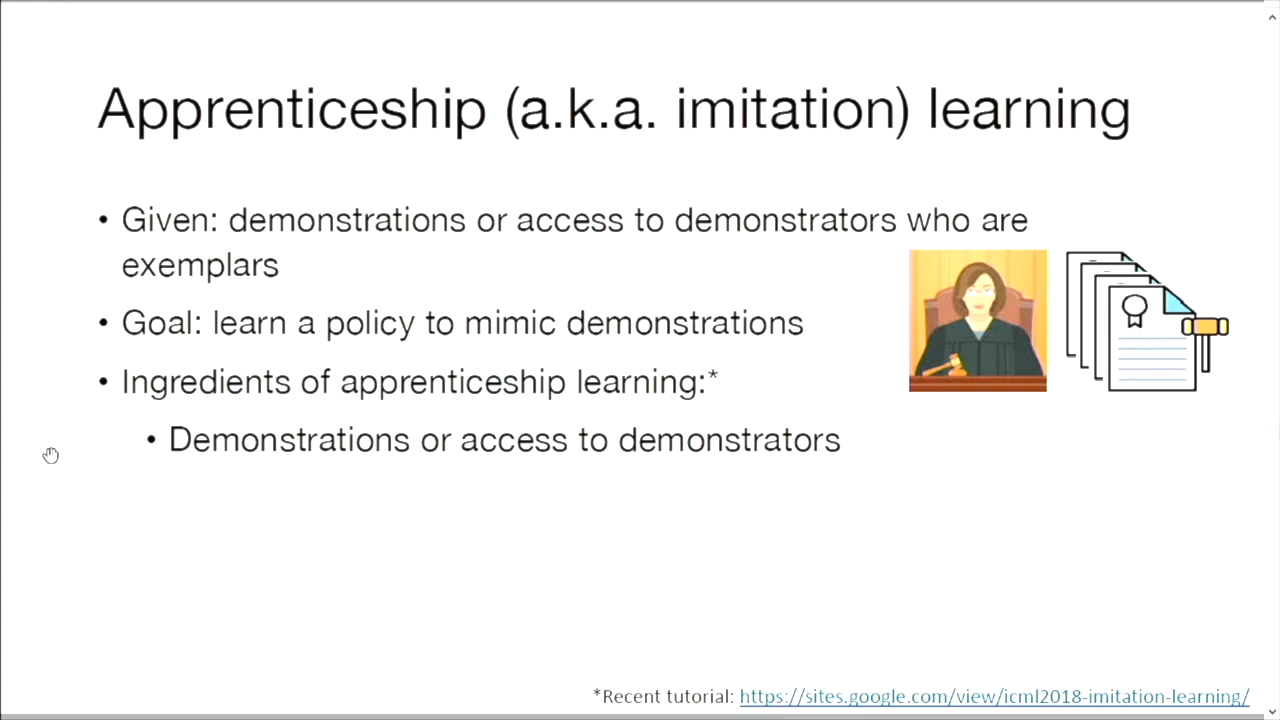 Apprenticeship (a.k.a. imitation) learning
• Given: demonstrations or access to demonstrators who are
exemplars
• Goal: learn a policy to mimic demonstrations
• Ingredients of apprenticeship learning:*
• Demonstrations or access to demonstrators
*Recent tutorial: https://sites.google.com/view/icml2018-imitation-learning/